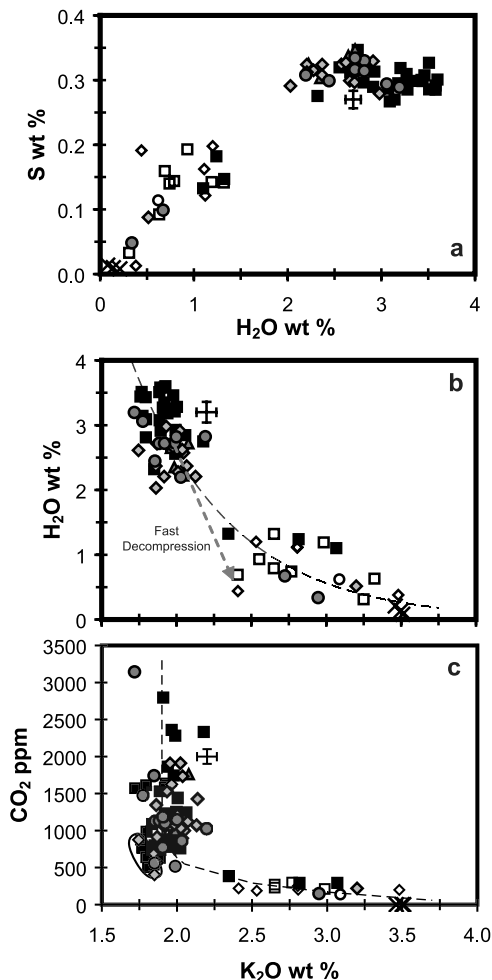 S wt %
0.4
0.3
0.2
0.1
0.0
a
0 1 2 3 4
H₂O wt %
H₂O wt %
4
3
2
1
0
b
Fast
Decompression
CO₂ ppm
3500
3000
2500
2000
1500
1000
500
0
c
1.5 2.0 2.5 3.0 3.5 4.0
K₂O wt %